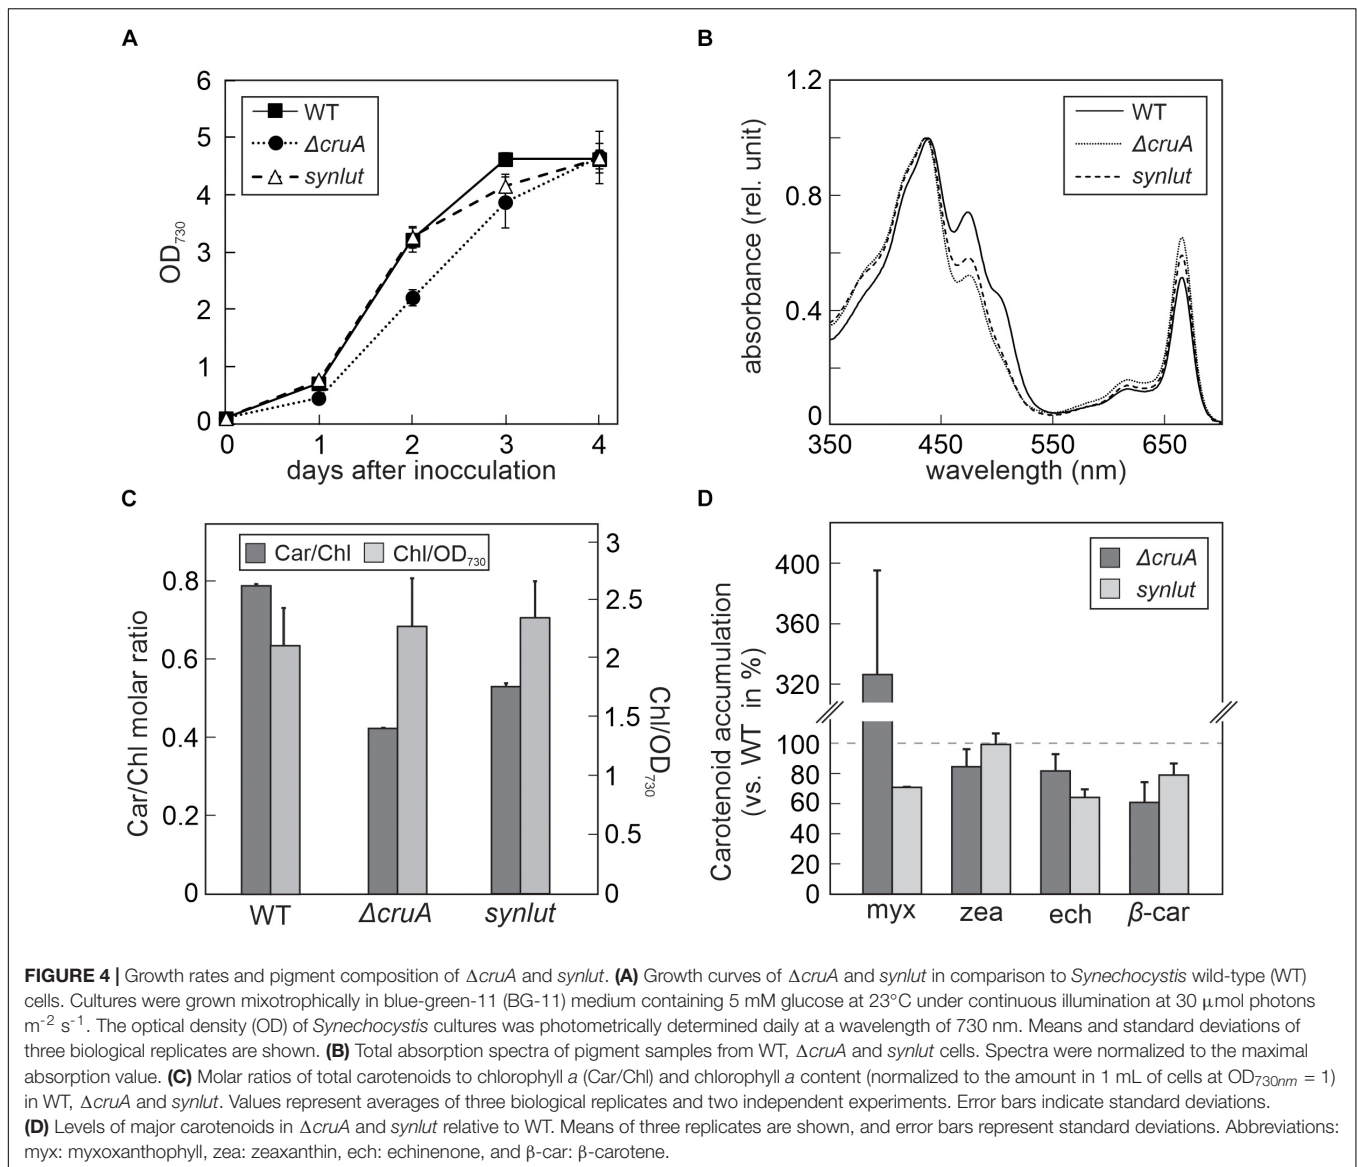 A
6
5
4
3
2
1
0
OD730
WT
ΔcruA
synlut
0 1 2 3 4
days after inocculation
B
1.2
0.8
0.4
0
absorbance (rel. unit)
WT
ΔcruA
synlut
350 450 550 650
wavelength (nm)
C
0.8
0.6
0.4
0.2
0
Car/Chl molar ratio
Car/Chl Chl/OD730
3
2.5
2
1.5
1
0.5
0
Chl/OD730
WT ΔcruA synlut
D
400
360
320
100
80
60
40
20
0
Carotenoid accumulation
(vs. WT in %)
ΔcruA
synlut
myx zea ech β-car
FIGURE 4 | Growth rates and pigment composition of ΔcruA and synlut. (A) Growth curves of ΔcruA and synlut in comparison to Synechocystis wild-type (WT)
cells. Cultures were grown mixotrophically in blue-green-11 (BG-11) medium containing 5 mM glucose at 23°C under continuous illumination at 30 μmol photons
m-2 s-1. The optical density (OD) of Synechocystis cultures was photometrically determined daily at a wavelength of 730 nm. Means and standard deviations of
three biological replicates are shown. (B) Total absorption spectra of pigment samples from WT, ΔcruA and synlut cells. Spectra were normalized to the maximal
absorption value. (C) Molar ratios of total carotenoids to chlorophyll a (Car/Chl) and chlorophyll a content (normalized to the amount in 1 mL of cells at OD730nm = 1)
in WT, ΔcruA and synlut. Values represent averages of three biological replicates and two independent experiments. Error bars indicate standard deviations.
(D) Levels of major carotenoids in ΔcruA and synlut relative to WT. Means of three replicates are shown, and error bars represent standard deviations. Abbreviations:
myx: myxoxanthophyll, zea: zeaxanthin, ech: echinenone, and β-car: β-carotene.